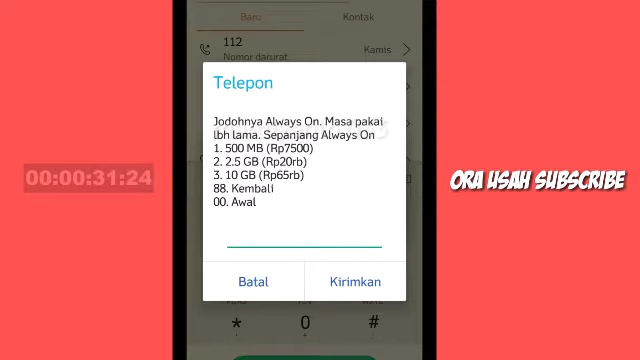 Baru
Kontak
112
Nomor darurat
Kamis
Telepon
Jodohnya Always On. Masa pakai
lbh lama. Sepanjang Always On
1. 500 MB (Rp7500)
2. 2.5 GB (Rp20rb)
3. 10 GB (Rp65rb)
88. Kembali
00. Awal
00:00:31:24
ORA USAH SUBSCRIBE
Batal
Kirimkan
* 0 #